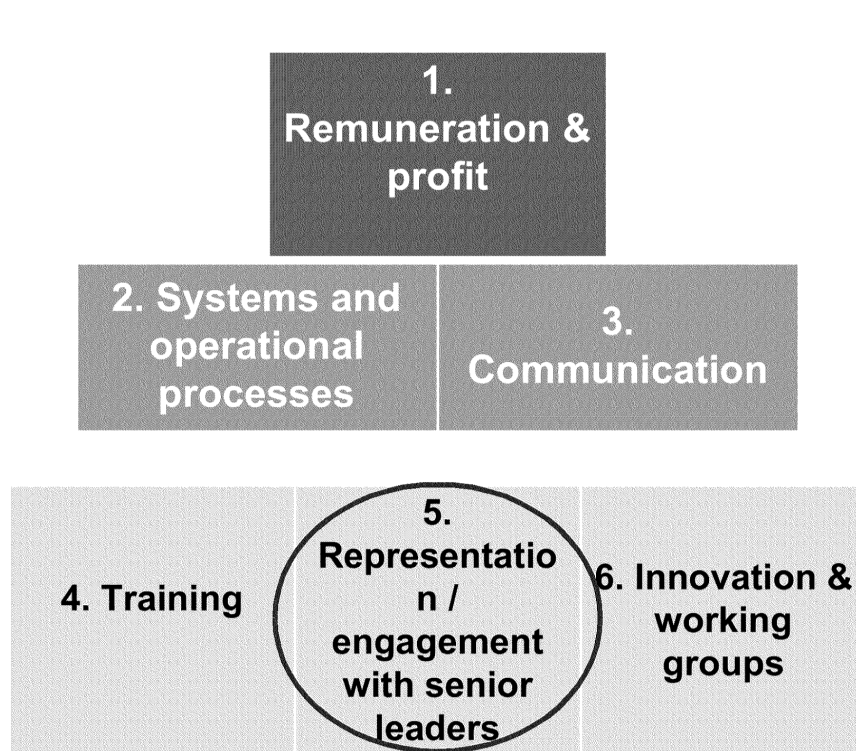 1.
Remuneration &
profit
2. Systems and
operational
processes
3.
Communication
4. Training
5.
Representatio
n /
engagement
with senior
leaders
6. Innovation &
working
groups